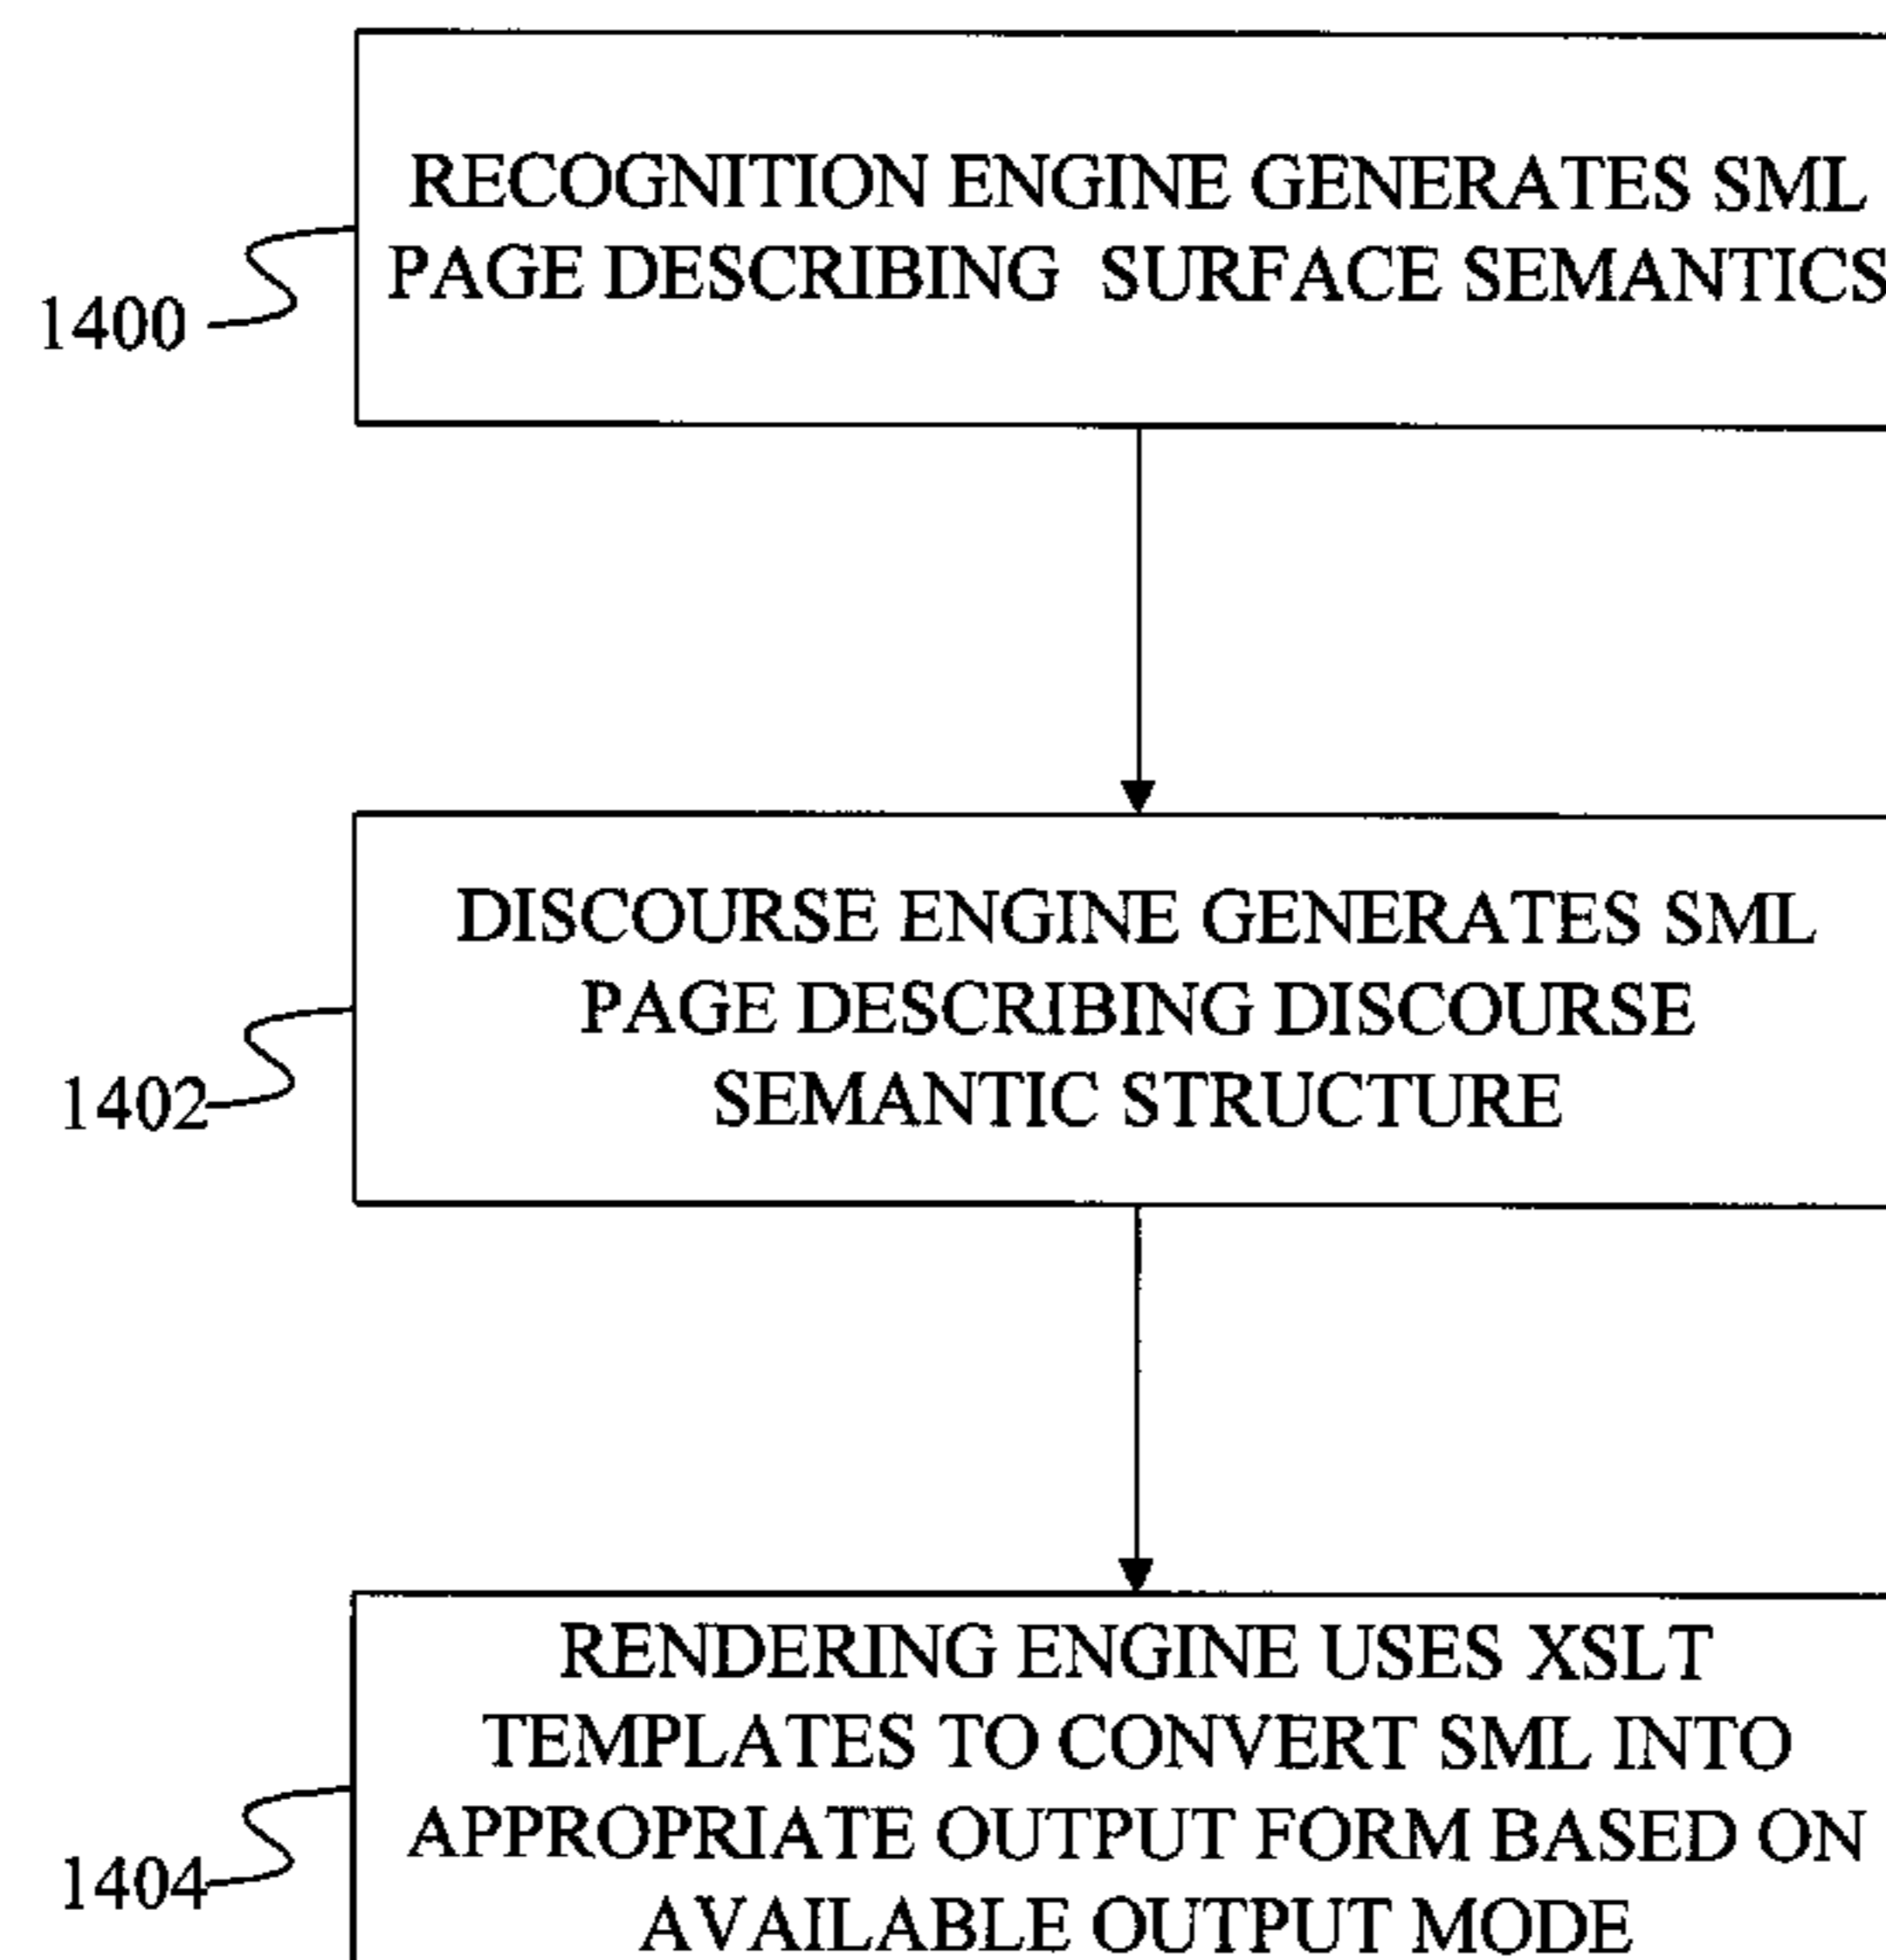 RECOGNITION ENGINE GENERATES SML
PAGE DESCRIBING SURFACE SEMANTICS
1400
DISCOURSE ENGINE GENERATES SML
PAGE DESCRIBING DISCOURSE
SEMANTIC STRUCTURE
1402
RENDERING ENGINE USES XSLT
TEMPLATES TO CONVERT SML INTO
APPROPRIATE OUTPUT FORM BASED ON
AVAILABLE OUTPUT MODE
1404